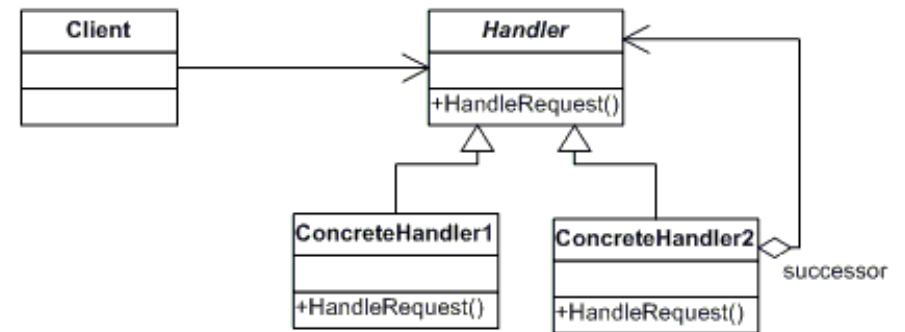 Client
Handler
+HandleRequest()
ConcreteHandler1
+HandleRequest()
ConcreteHandler2
+HandleRequest()
successor